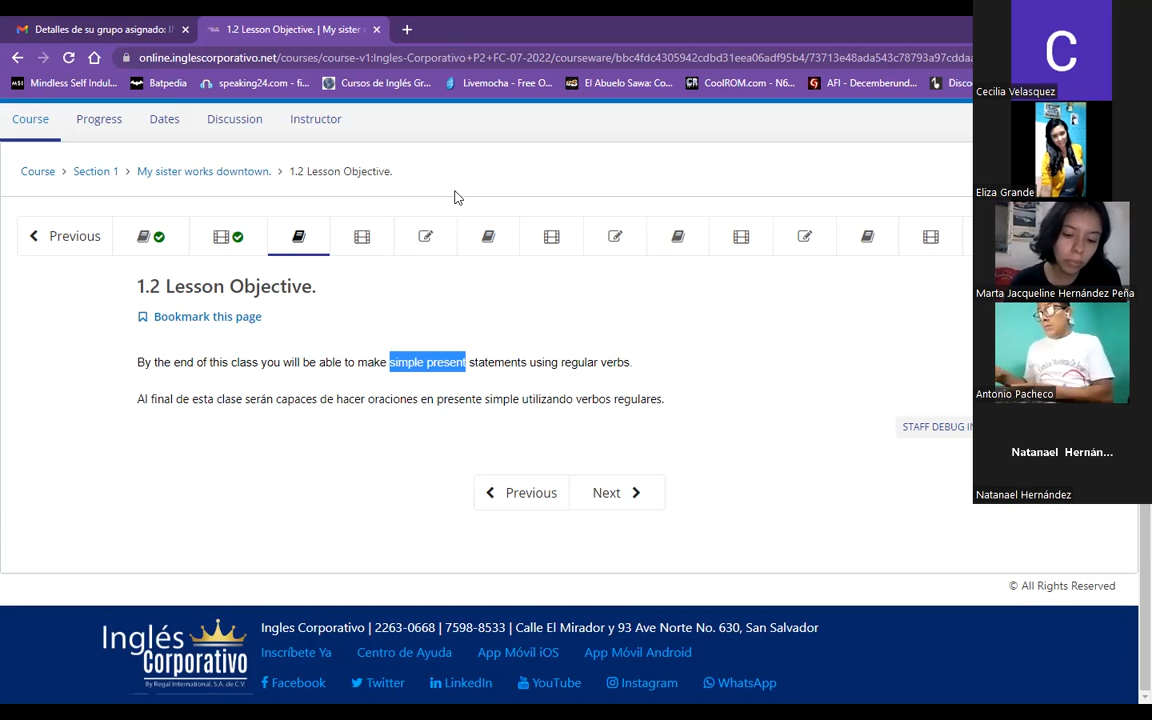 Detalles de su grupo asignado: I
1.2 Lesson Objective. | My sister
online.inglescorporativo.net/courses/course-v1:Ingles-Corporativo+P2+FC-07-2022/courseware/bbc4fdc4305942cdbd31eea06adf95b4/73713e48ada543c78793a97cddaa
Mindless Self Indul... Batpedia speaking24.com – fi... Cursos de Inglés Gr... Livemocha - Free O... El Abuelo Sawa: Co... CoolROM.com - N6... AFI - Decemberund... Disco
Course Progress Dates Discussion Instructor
Course > Section 1 > My sister works downtown. > 1.2 Lesson Objective.
Previous
1.2 Lesson Objective.
Bookmark this page
By the end of this class you will be able to make simple present statements using regular verbs.
Al final de esta clase serán capaces de hacer oraciones en presente simple utilizando verbos regulares.
STAFF DEBUG IN
Previous Next
© All Rights Reserved
Inglés Corporativo
By Regal International, S.A. de C.V.
Ingles Corporativo | 2263-0668 | 7598-8533 | Calle El Mirador y 93 Ave Norte No. 630, San Salvador
Inscríbete Ya Centro de Ayuda App Móvil iOS App Móvil Android
Facebook Twitter LinkedIn YouTube Instagram WhatsApp
C
Cecilia Velasquez
Eliza Grande
Marta Jacqueline Hernández Peña
Antonio Pacheco
Natanael Hernán...
Natanael Hernández